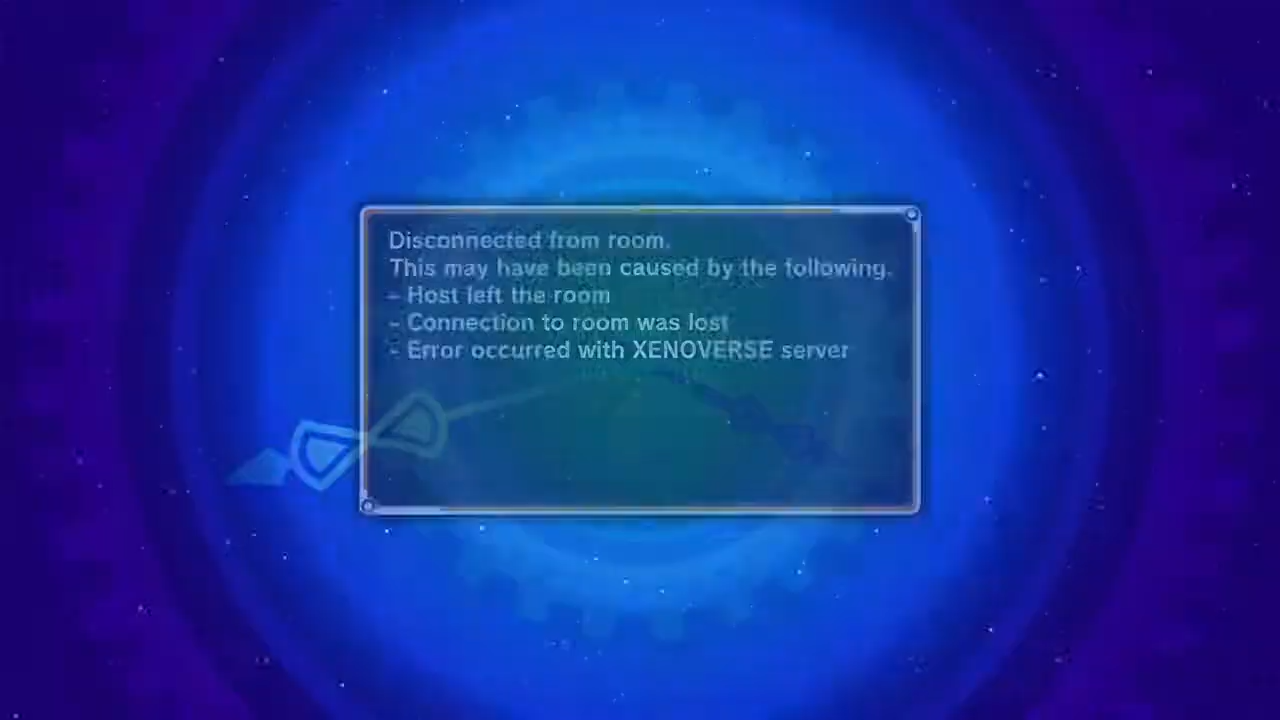 Disconnected from room.
This may have been caused by the following.
- Host left the room
- Connection to room was lost
- Error occurred with XENOVERSE server